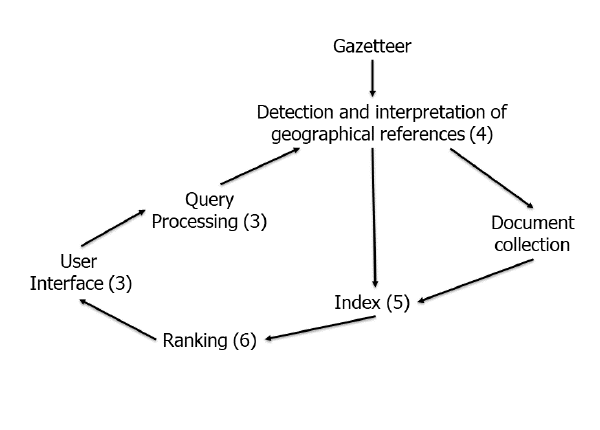 Gazetteer
Detection and interpretation of
geographical references (4)
Query
Processing (3)
Document
collection
User
Interface (3)
Index (5)
Ranking (6)